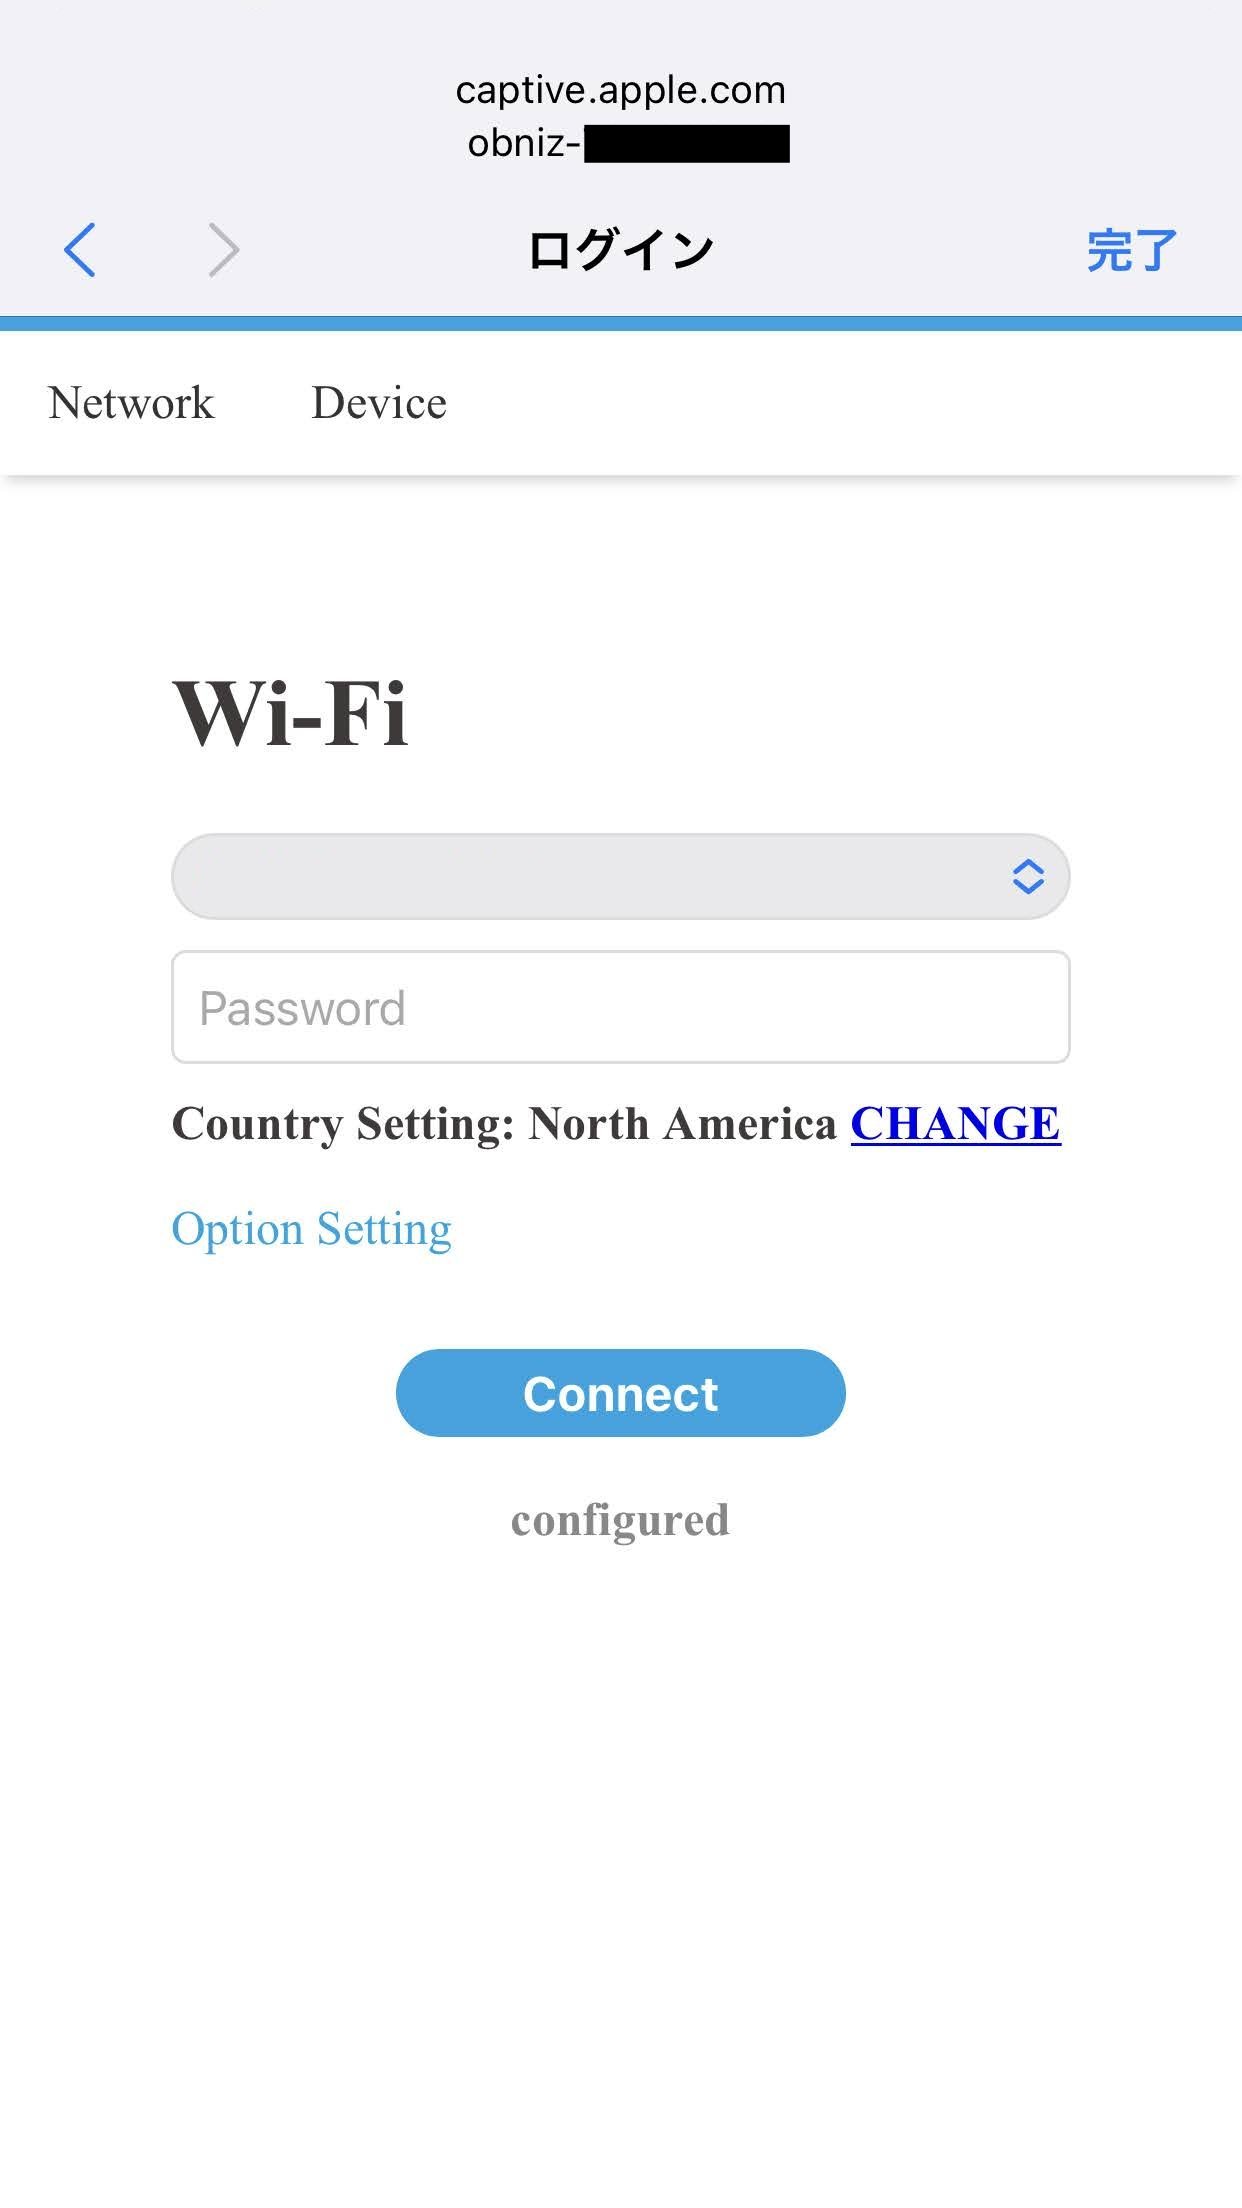 captive.apple.com
obniz-
ログイン
完了
Network
Device
Wi-Fi
Password
Country Setting: North America CHANGE
Option Setting
Connect
configured